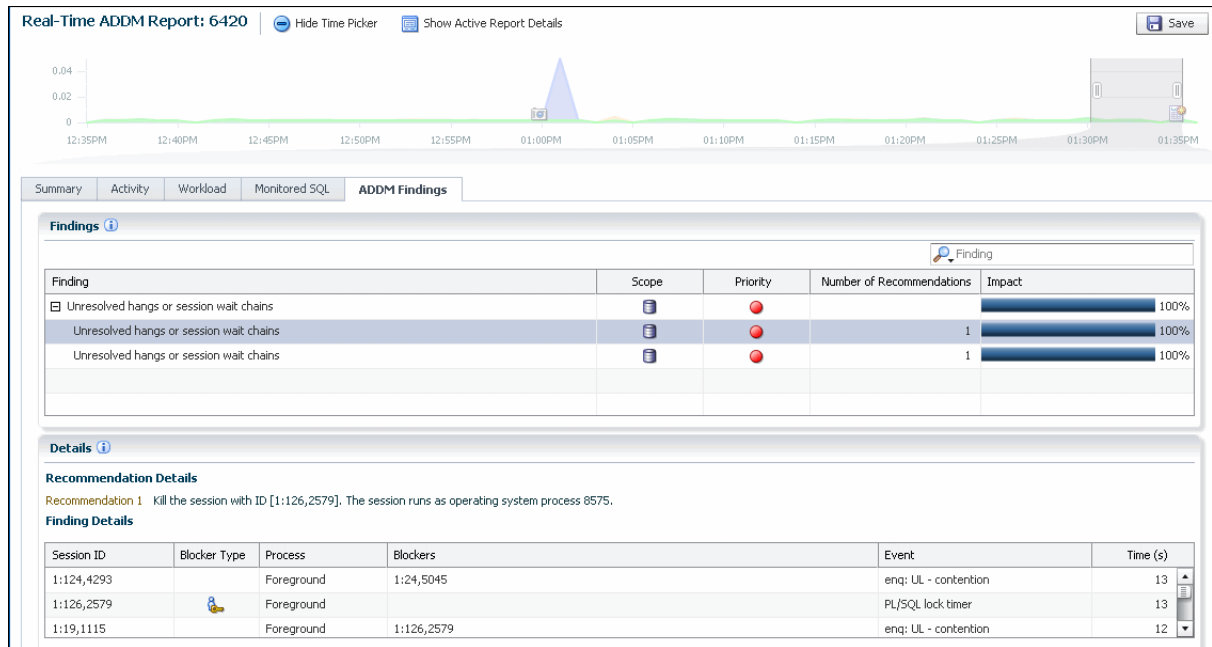 Real-Time ADDM Report: 6420 Hide Time Picker Show Active Report Details Save
0.04
0.02
0
12:35PM 12:40PM 12:45PM 12:50PM 12:55PM 01:00PM 01:05PM 01:10PM 01:15PM 01:20PM 01:25PM 01:30PM 01:35PM
Summary Activity Workload Monitored SQL ADDM Findings
Findings
Finding
Finding Scope Priority Number of Recommendations Impact
Unresolved hangs or session wait chains 100%
Unresolved hangs or session wait chains 1 100%
Unresolved hangs or session wait chains 1 100%
Details
Recommendation Details
Recommendation 1 Kill the session with ID [1:126,2579]. The session runs as operating system process 8575.
Finding Details
Session ID Blocker Type Process Blockers Event Time (s)
1:124,4293 Foreground 1:24,5045 enq: UL - contention 13
1:126,2579 Foreground PL/SQL lock timer 13
1:19,1115 Foreground 1:126,2579 enq: UL - contention 12